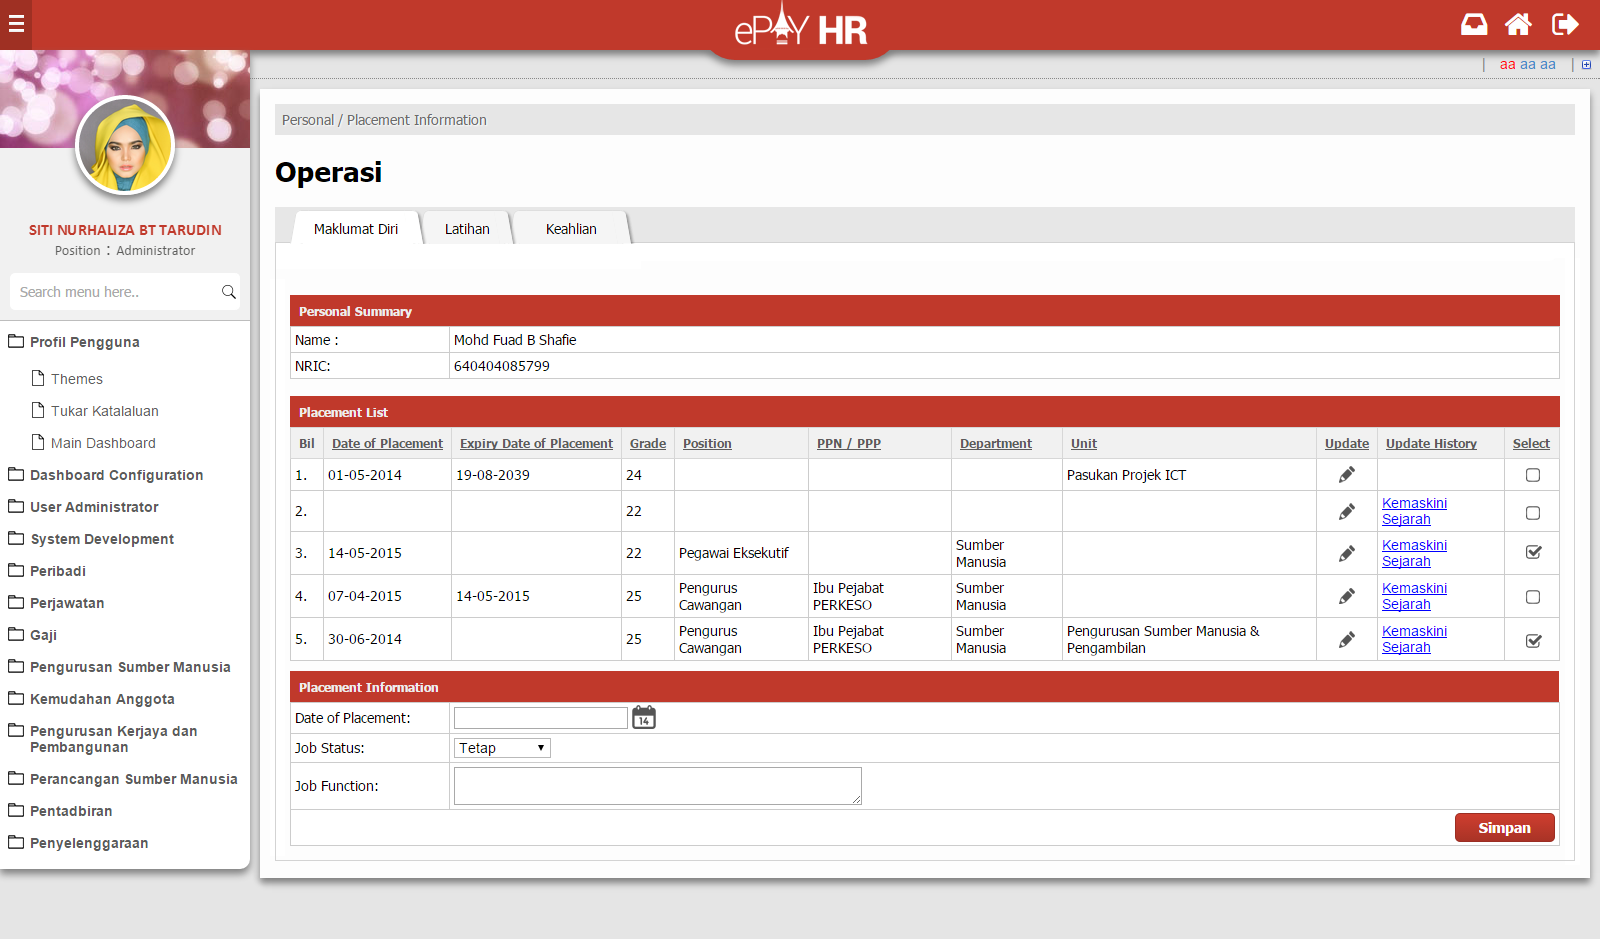 ePAY HR
| aa aa aa |
Personal / Placement Information
Operasi
Maklumat Diri Latihan Keahlian
SITI NURHALIZA BT TARUDIN
Position : Administrator
Search menu here..
Profil Pengguna
Themes
Tukar Katalaluan
Main Dashboard
Dashboard Configuration
User Administrator
System Development
Peribadi
Perjawatan
Gaji
Pengurusan Sumber Manusia
Kemudahan Anggota
Pengurusan Kerjaya dan
Pembangunan
Perancangan Sumber Manusia
Pentadbiran
Penyelenggaraan
Personal Summary
Name : Mohd Fuad B Shafie
NRIC: 640404085799
Placement List
Bil Date of Placement Expiry Date of Placement Grade Position PPN / PPP Department Unit Update Update History Select
1. 01-05-2014 19-08-2039 24 Pasukan Projek ICT
2. 22 Kemaskini
Sejarah
3. 14-05-2015 22 Pegawai Eksekutif Sumber Kemaskini
Manusia Sejarah
4. 07-04-2015 14-05-2015 25 Pengurus Ibu Pejabat Sumber Kemaskini
Cawangan PERKESO Manusia Sejarah
5. 30-06-2014 25 Pengurus Ibu Pejabat Sumber Pengurusan Sumber Manusia & Kemaskini
Cawangan PERKESO Manusia Pengambilan Sejarah
Placement Information
Date of Placement: 14
Job Status: Tetap
Job Function:
Simpan